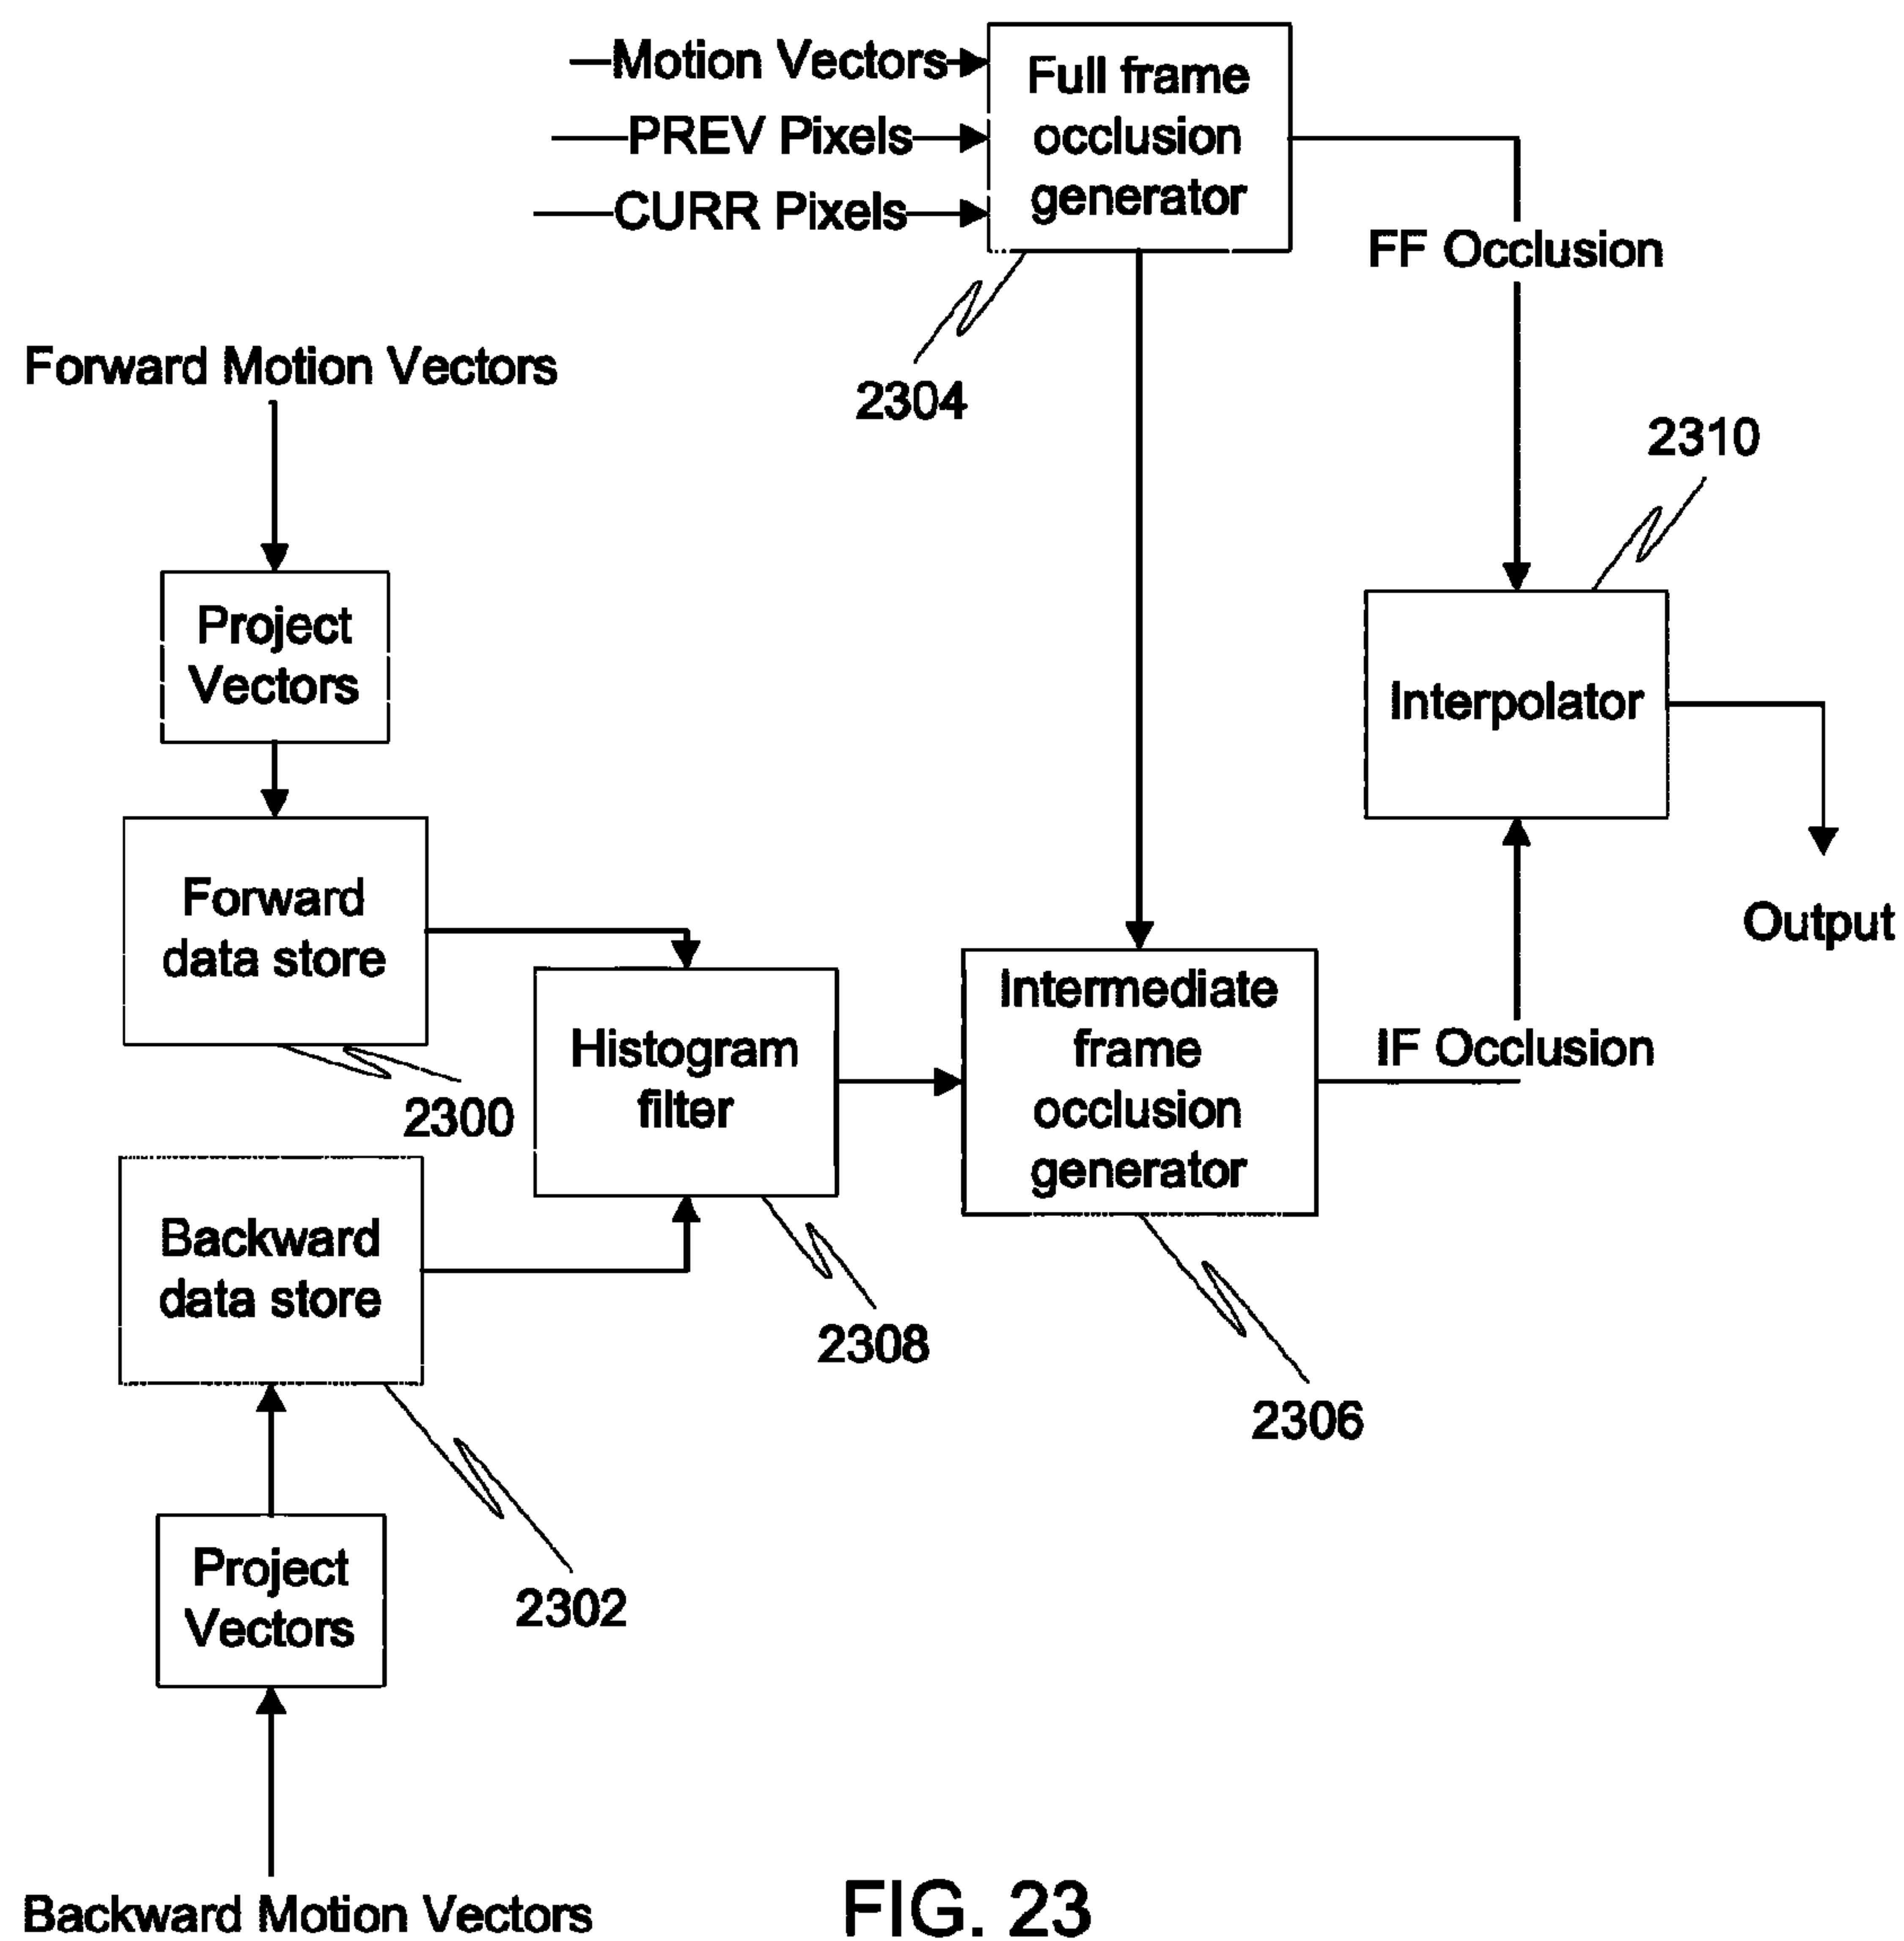 Motion Vectors
PREV Pixels
CURR Pixels
Full frame
occlusion
generator
FF Occlusion
2304
Forward Motion Vectors
2310
Project
Vectors
Interpolator
Forward
data store
Output
2300
Histogram
filter
Intermediate
frame
occlusion
generator
IF Occlusion
Backward
data store
2308
2306
2302
Project
Vectors
Backward Motion Vectors
FIG. 23